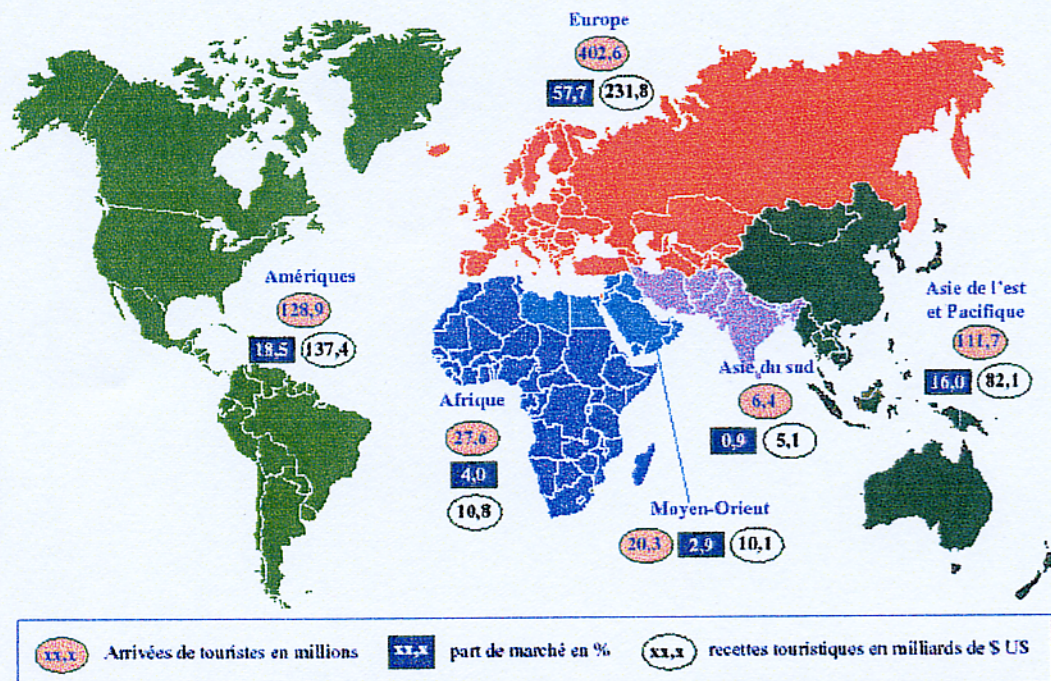 Europe
402,6
57,7 231,8
Amériques
128,9
18,5 137,4
Asie de l'est
et Pacifique
111,7
16,0 82,1
Asie du sud
6,4
0,9 5,1
Afrique
27,6
4,0
10,8
Moyen-Orient
20,3 2,9 10,1
xx,x Arrivées de touristes en millions xx,x part de marché en % xx,x recettes touristiques en milliards de $ US